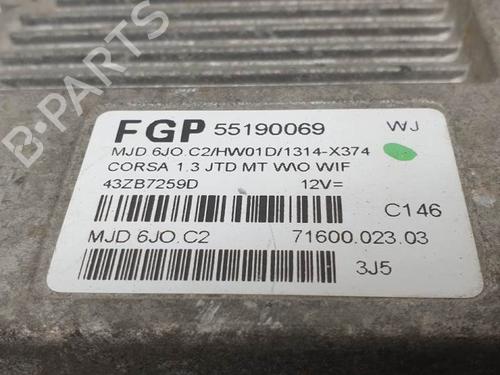 FGP 55190069 WJ
MJD 6JO.C2/HW01D/1314-X374
CORSA 1.3 JTD MT W\O WIF
43ZB7259D 12V=
C146
MJD 6JO.C2 71600.023.03
3J5
B-PARTS